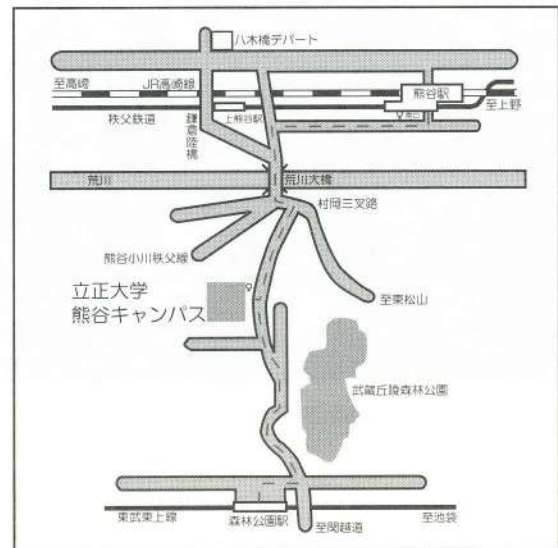 八木橋デパート
至高崎
JR高崎線
熊谷駅
至上野
秩父鉄道
鎌倉陸橋
上熊谷駅
南口
荒川
荒川大橋
村岡三叉路
熊谷小川秩父線
立正大学
熊谷キャンパス
至東松山
武蔵丘陵森林公園
東武東上線
森林公園駅
至関越道
至池袋